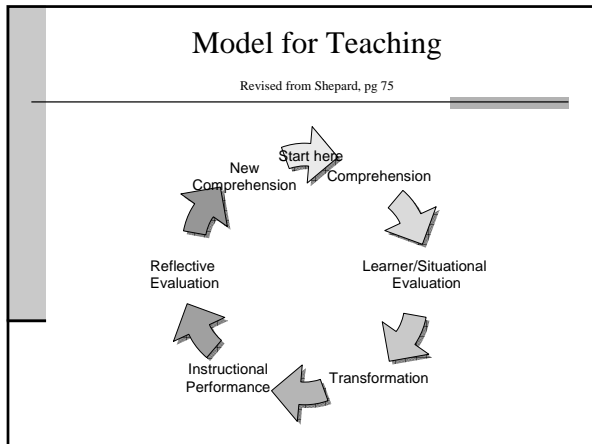 Model for Teaching
Revised from Shepard, pg 75
Start here
Comprehension
Learner/Situational
Evaluation
Transformation
Instructional
Performance
Reflective
Evaluation
New
Comprehension